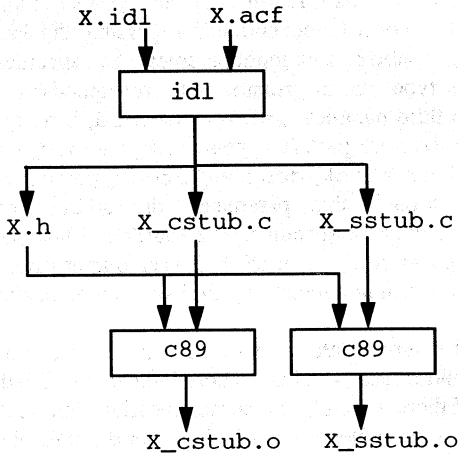 X.idl X.acf
idl
X.h X_cstub.c X_sstub.c
c89 c89
X_cstub.o X_sstub.o